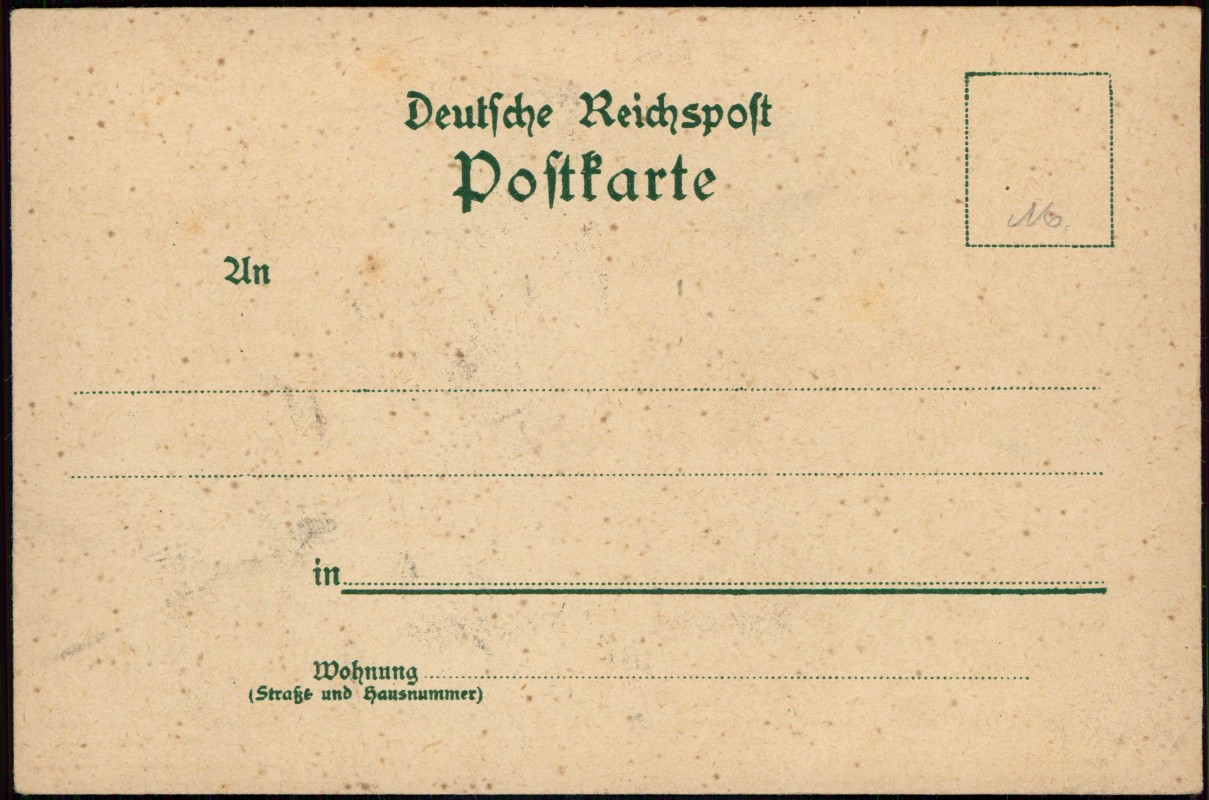 Deutſche Reichspoſt
Poſtkarte
An
in
Wohnung
(Straße und Hausnummer)